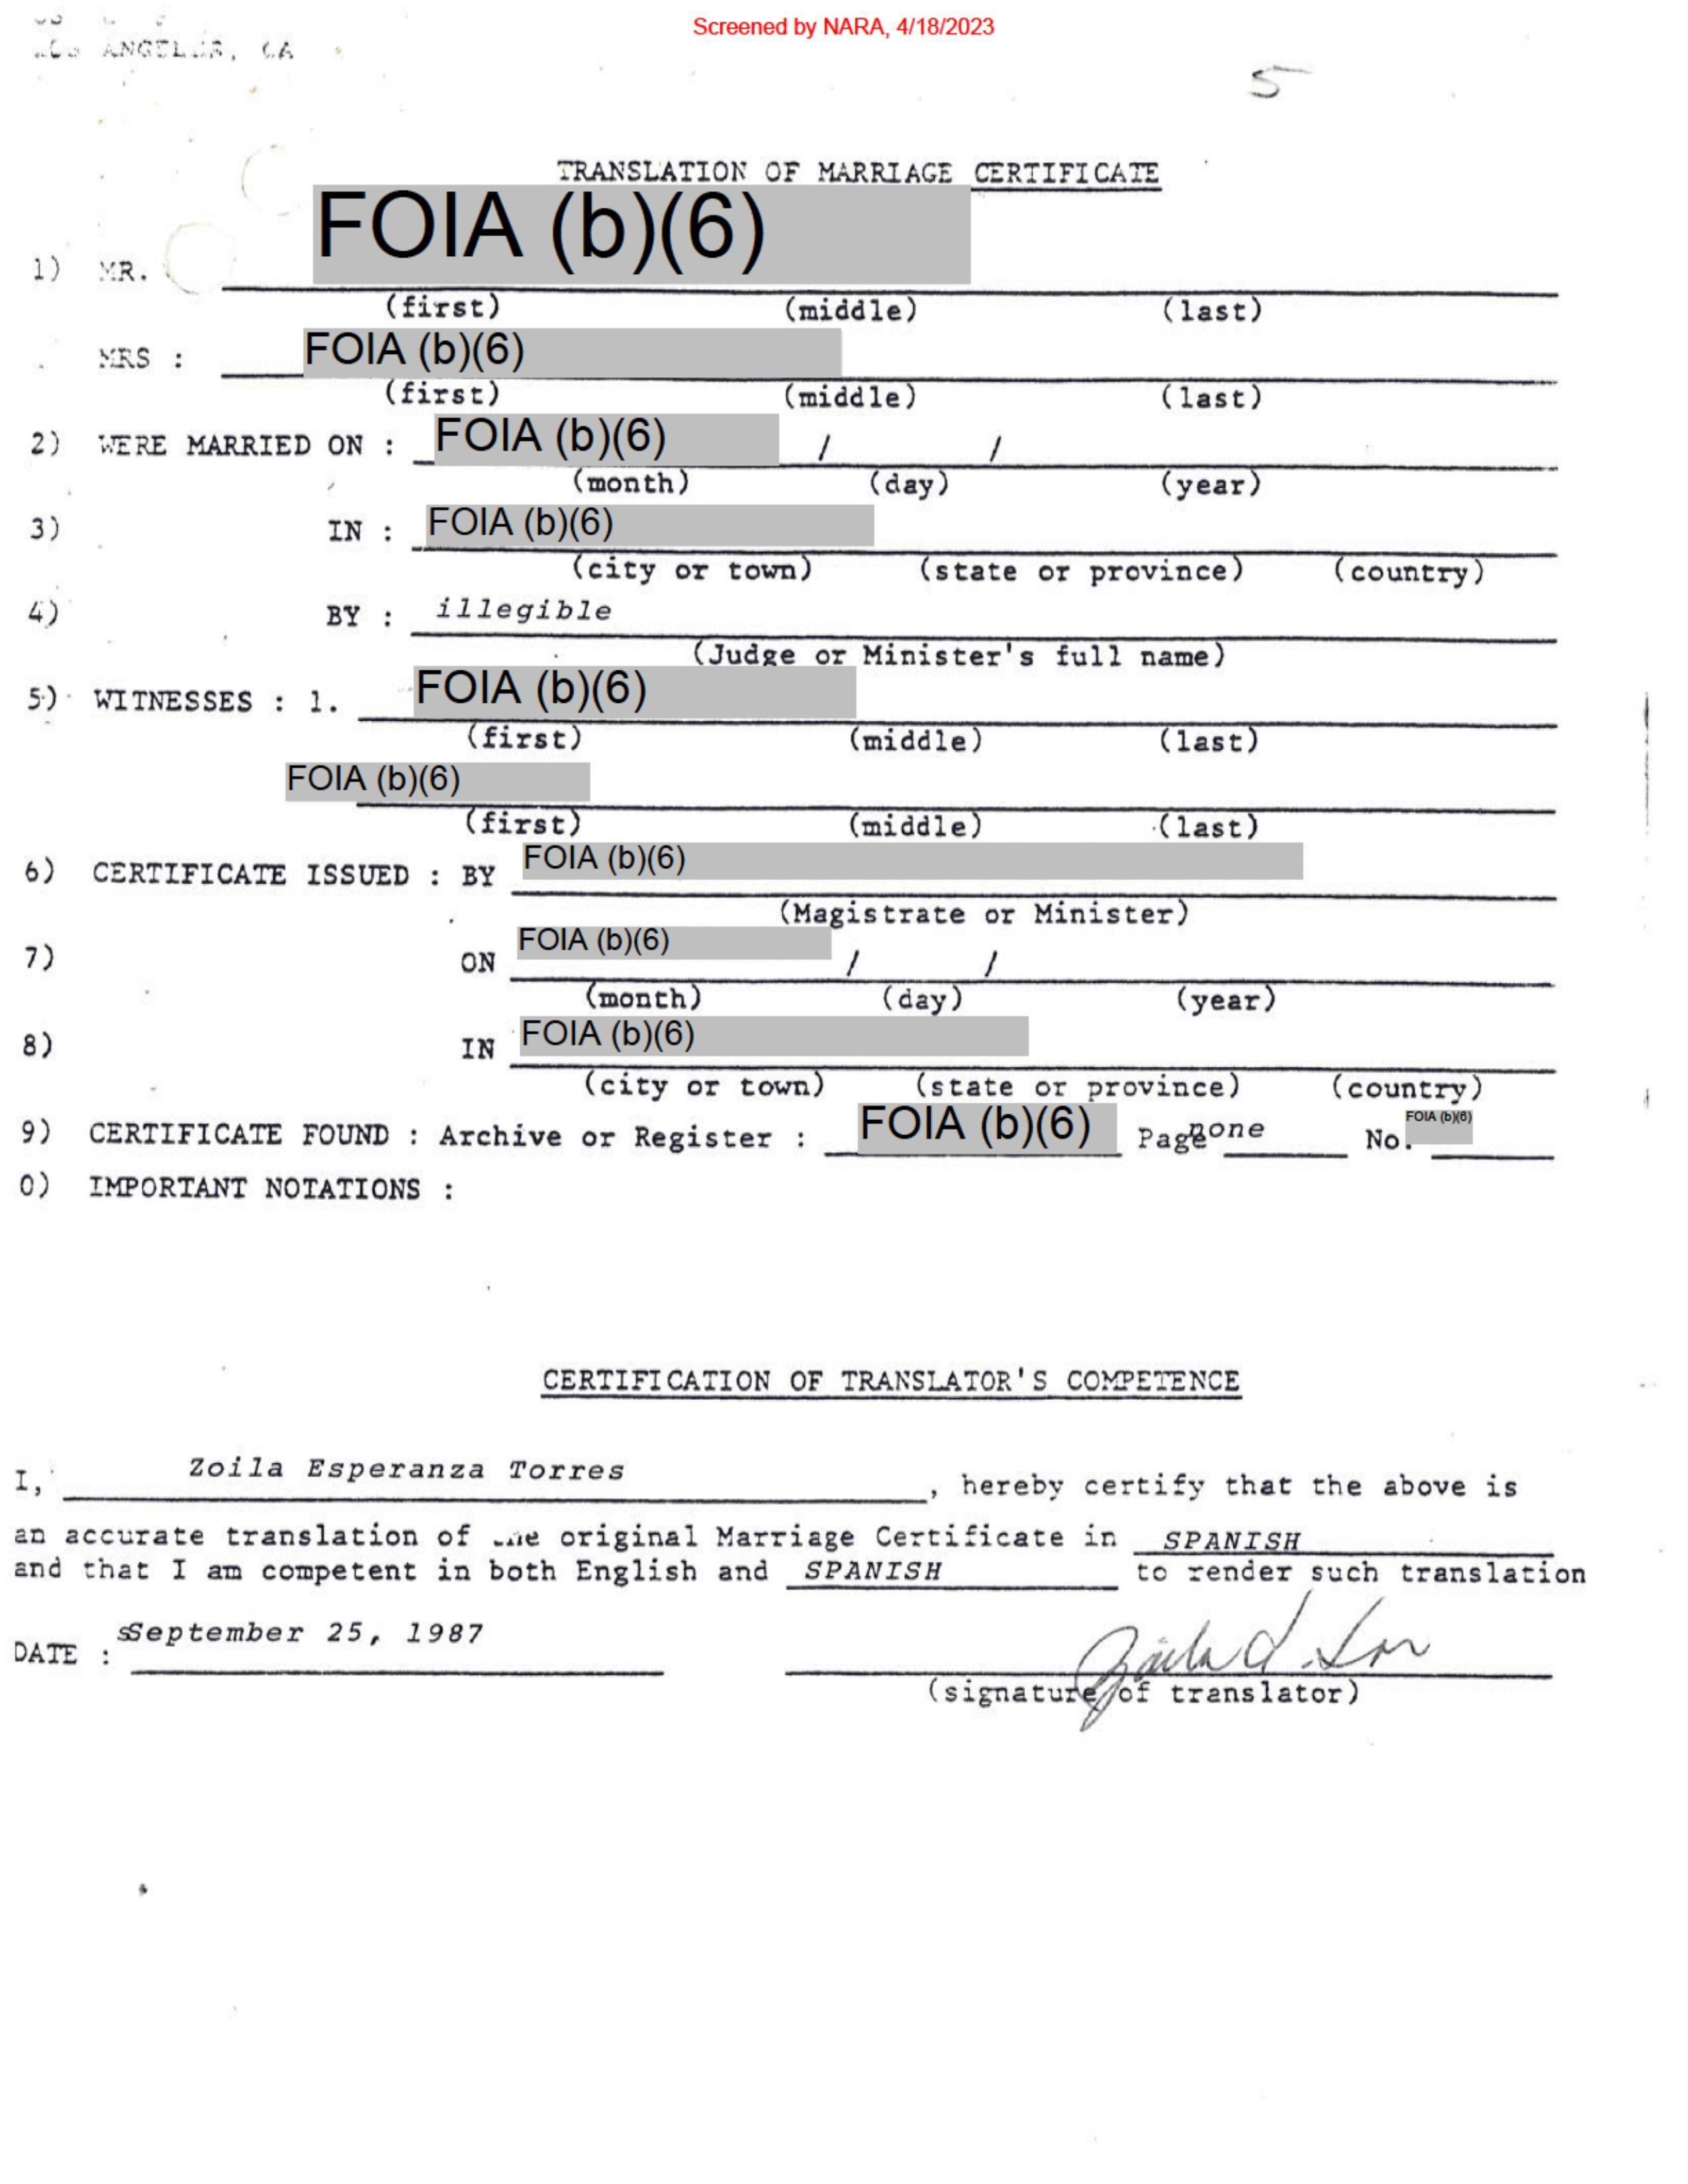 Screened by NARA, 4/18/2023
ANGELES, CA
5
TRANSLATION OF MARRIAGE CERTIFICATE
FOIA (b)(6)
1) MR.
(first) (middle) (last)
MRS : FOIA (b)(6)
(first) (middle) (last)
2) WERE MARRIED ON : FOIA (b)(6) / /
(month) (day) (year)
3) IN : FOIA (b)(6)
(city or town) (state or province) (country)
4) BY : illegible
(Judge or Minister's full name)
5) WITNESSES : 1. FOIA (b)(6)
(first) (middle) (last)
FOIA (b)(6)
(first) (middle) (last)
6) CERTIFICATE ISSUED : BY FOIA (b)(6)
(Magistrate or Minister)
7) ON FOIA (b)(6) / /
(month) (day) (year)
8) IN FOIA (b)(6)
(city or town) (state or province) (country)
9) CERTIFICATE FOUND : Archive or Register : FOIA (b)(6) Page none No. FOIA (b)(6)
0) IMPORTANT NOTATIONS :
CERTIFICATION OF TRANSLATOR'S COMPETENCE
I, Zoila Esperanza Torres, hereby certify that the above is
an accurate translation of the original Marriage Certificate in SPANISH
and that I am competent in both English and SPANISH to render such translation
DATE : sSeptember 25, 1987
(signature of translator)